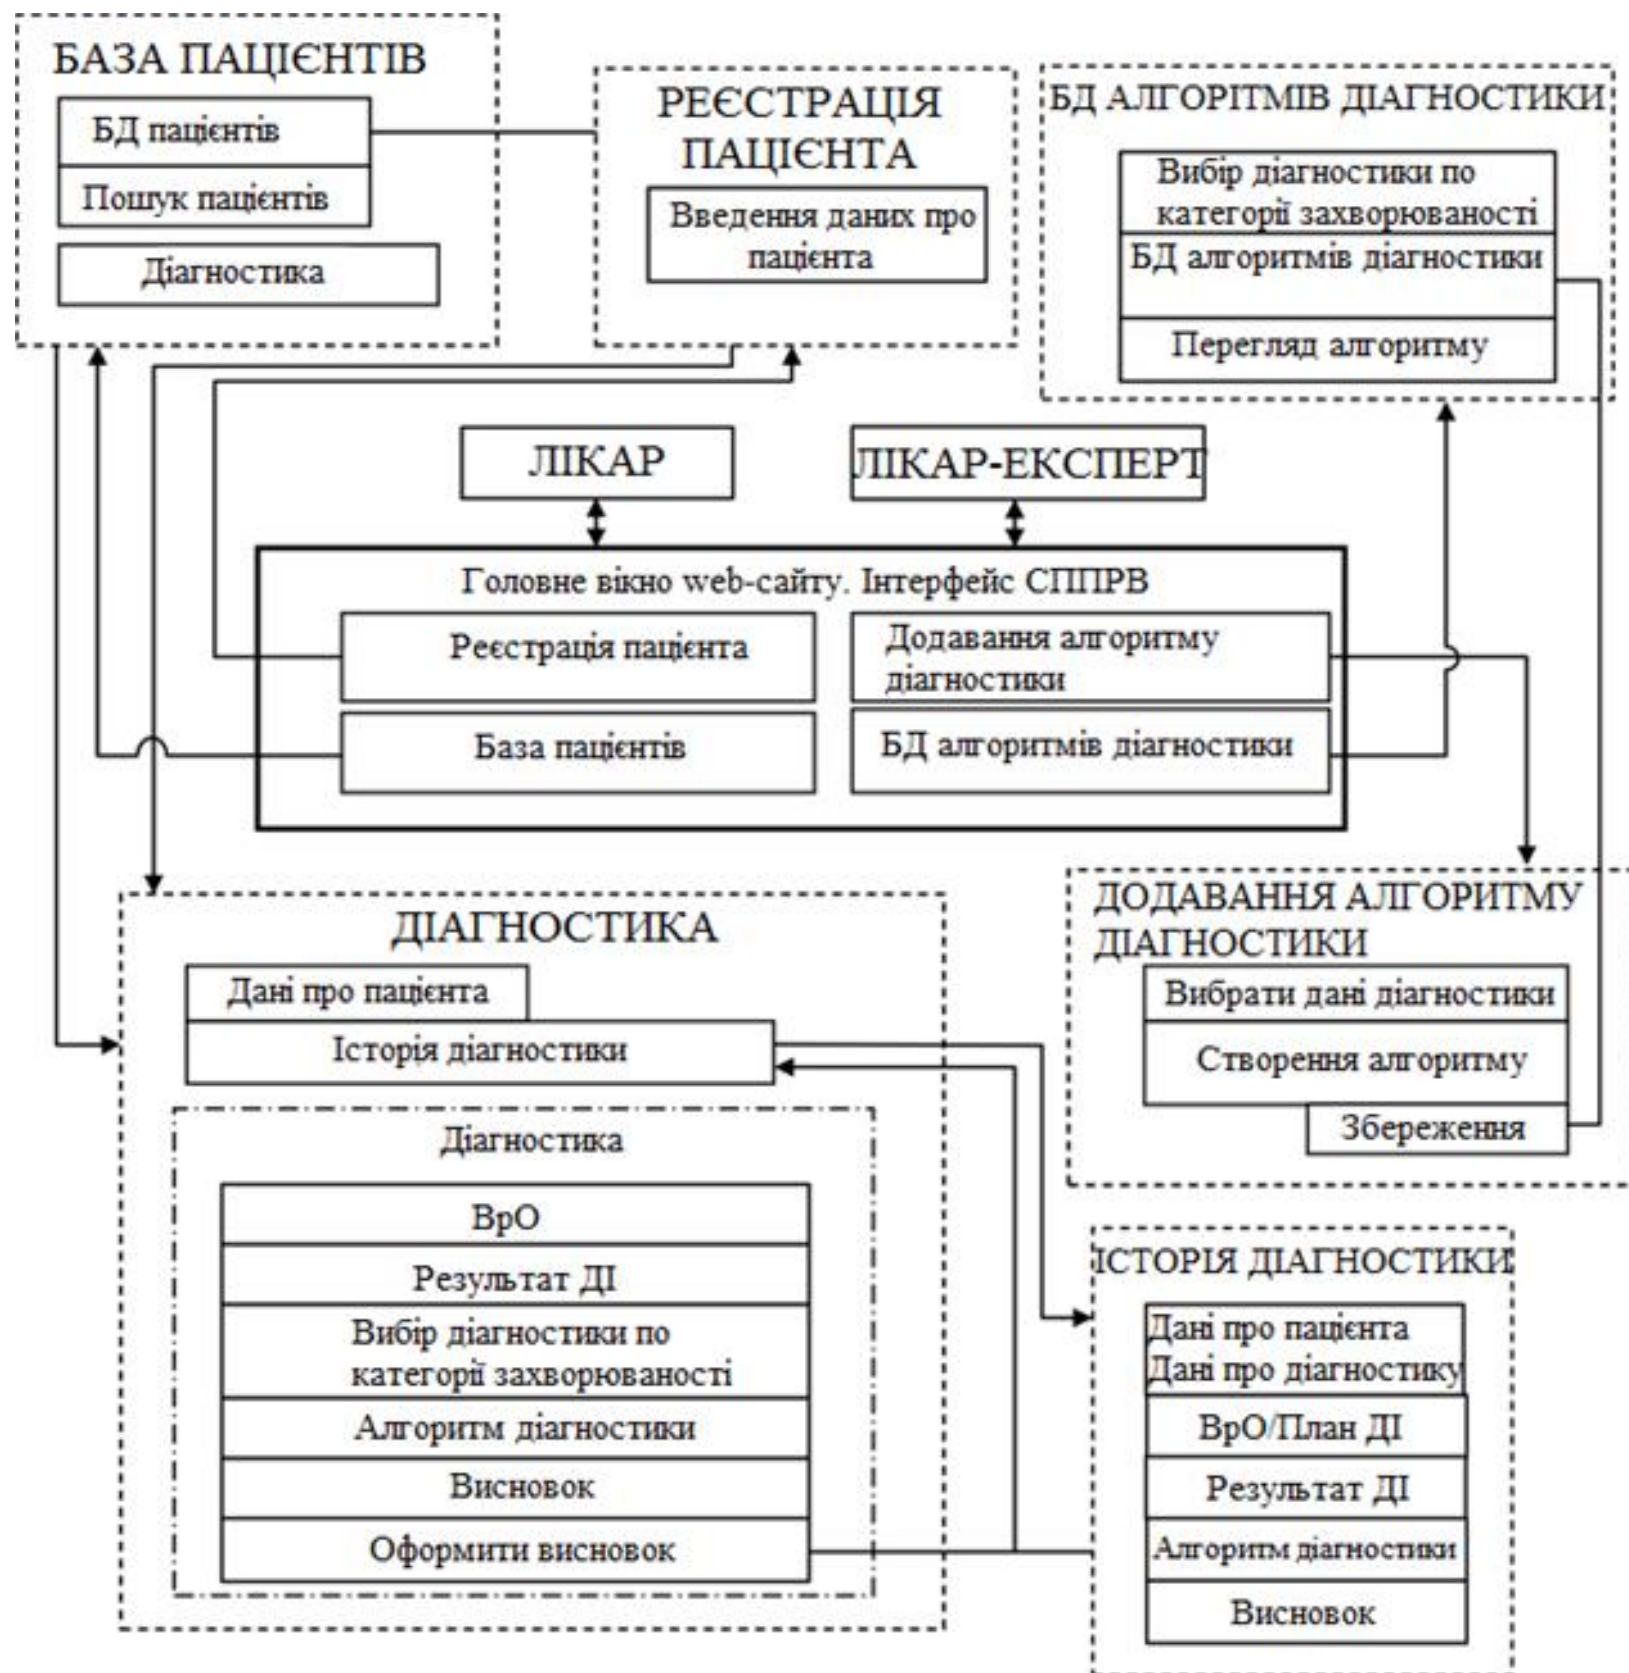 БАЗА ПАЦІЄНТІВ
БД пацієнтів
Пошук пацієнтів
Діагностика
РЕЄСТРАЦІЯ
ПАЦІЄНТА
Введення даних про
пацієнта
БД АЛГОРІТМІВ ДІАГНОСТИКИ
Вибір діагностики по
категорії захворюваності
БД алгоритмів діагностики
Перегляд алгоритму
ЛІКАР
ЛІКАР-ЕКСПЕРТ
Головне вікно web-сайту. Інтерфейс СППРВ
Реєстрація пацієнта
База пацієнтів
Додавання алгоритму
діагностики
БД алгоритмів діагностики
ДІАГНОСТИКА
Дані про пацієнта
Історія діагностики
Діагностика
ВрО
Результат ДІ
Вибір діагностики по
категорії захворюваності
Алгоритм діагностики
Висновок
Оформити висновок
ДОДАВАННЯ АЛГОРИТМУ
ДІАГНОСТИКИ
Вибрати дані діагностики
Створення алгоритму
Збереження
ІСТОРІЯ ДІАГНОСТИКИ
Дані про пацієнта
Дані про діагностику
ВрО/План ДІ
Результат ДІ
Алгоритм діагностики
Висновок